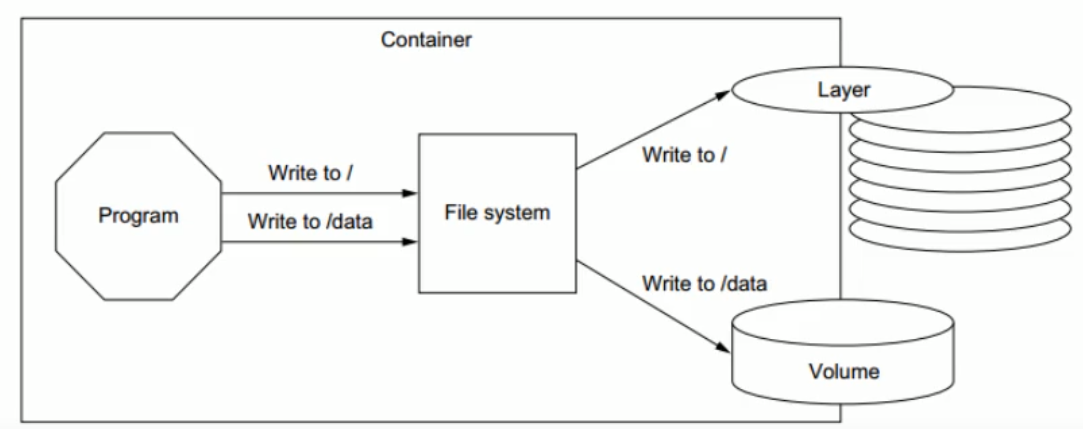 Container
Layer
Write to /
Write to /
Program
Write to /data
File system
Write to /data
Volume